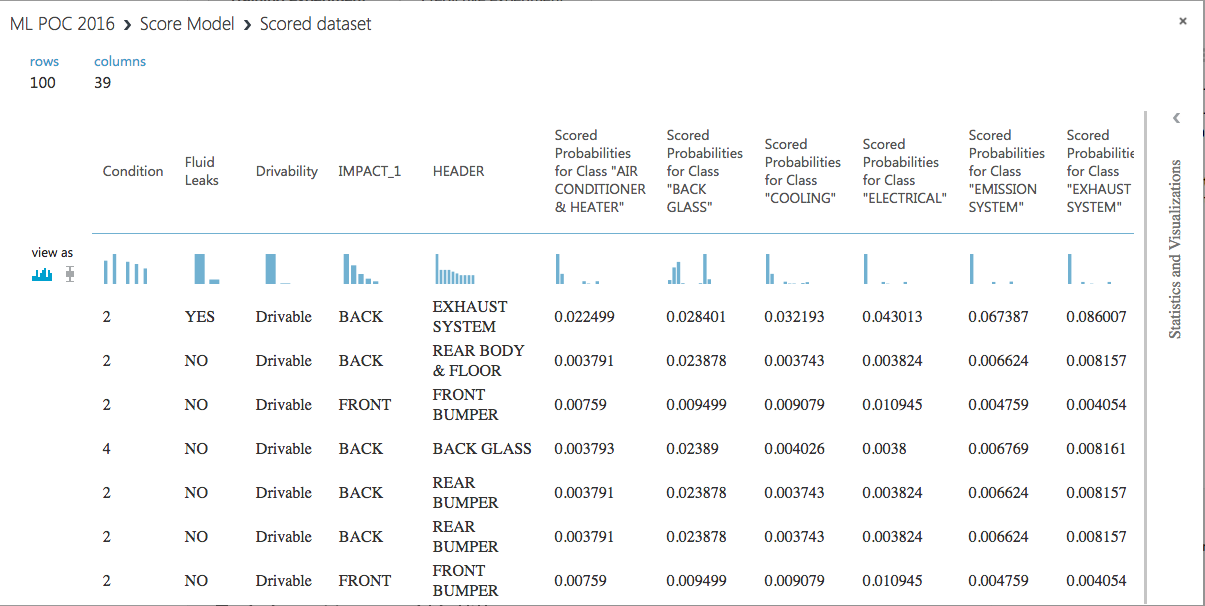 ML POC 2016 › Score Model › Scored dataset
×
rows columns
100 39
Condition Fluid Leaks Drivability IMPACT_1 HEADER Scored Probabilities for Class "AIR CONDITIONER & HEATER" Scored Probabilities for Class "BACK GLASS" Scored Probabilities for Class "COOLING" Scored Probabilities for Class "ELECTRICAL" Scored Probabilities for Class "EMISSION SYSTEM" Scored Probabilitie for Class "EXHAUST SYSTEM"
view as
2 YES Drivable BACK EXHAUST SYSTEM 0.022499 0.028401 0.032193 0.043013 0.067387 0.086007
2 NO Drivable BACK REAR BODY & FLOOR 0.003791 0.023878 0.003743 0.003824 0.006624 0.008157
2 NO Drivable FRONT FRONT BUMPER 0.00759 0.009499 0.009079 0.010945 0.004759 0.004054
4 NO Drivable BACK BACK GLASS 0.003793 0.02389 0.004026 0.0038 0.006769 0.008161
2 NO Drivable BACK REAR BUMPER 0.003791 0.023878 0.003743 0.003824 0.006624 0.008157
2 NO Drivable BACK REAR BUMPER 0.003791 0.023878 0.003743 0.003824 0.006624 0.008157
2 NO Drivable FRONT FRONT BUMPER 0.00759 0.009499 0.009079 0.010945 0.004759 0.004054
Statistics and Visualizations